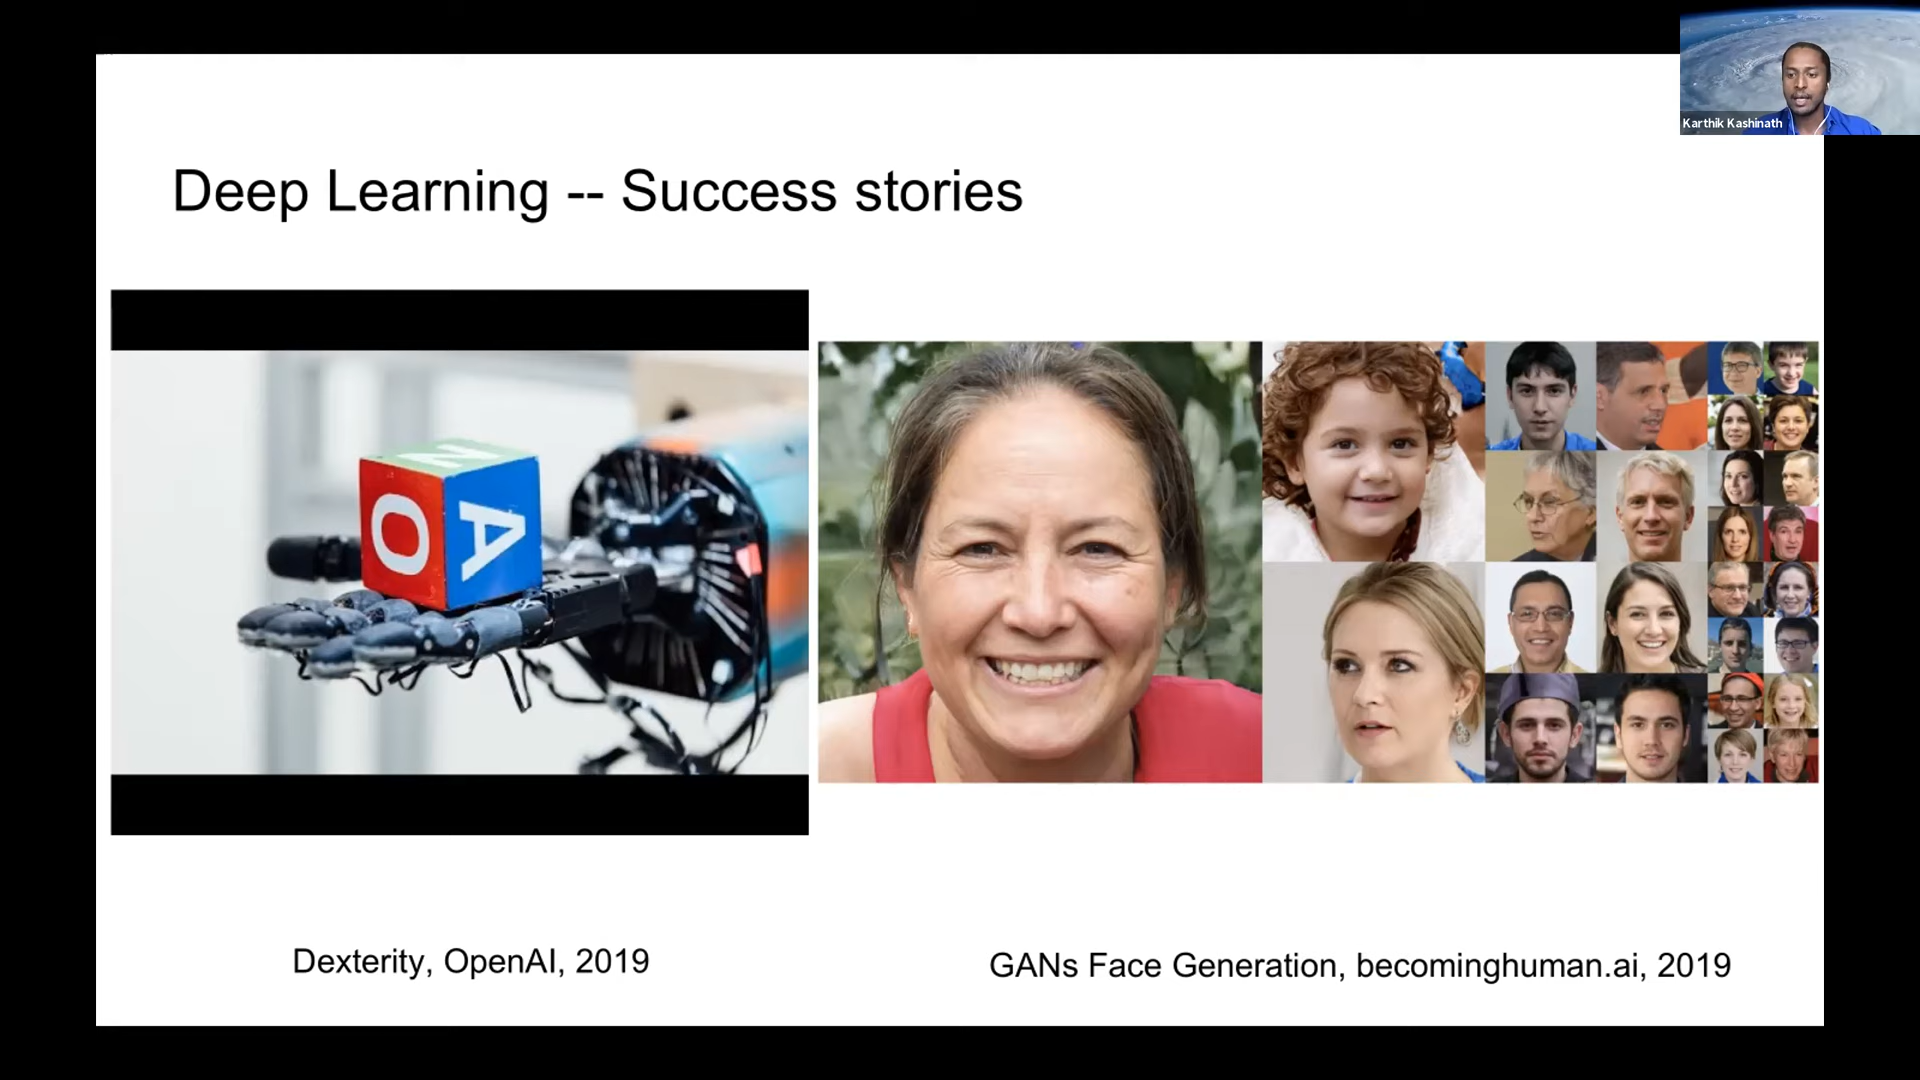 Karthik Kashinath
Deep Learning -- Success stories
N
O A
Dexterity, OpenAI, 2019
GANs Face Generation, becominghuman.ai, 2019